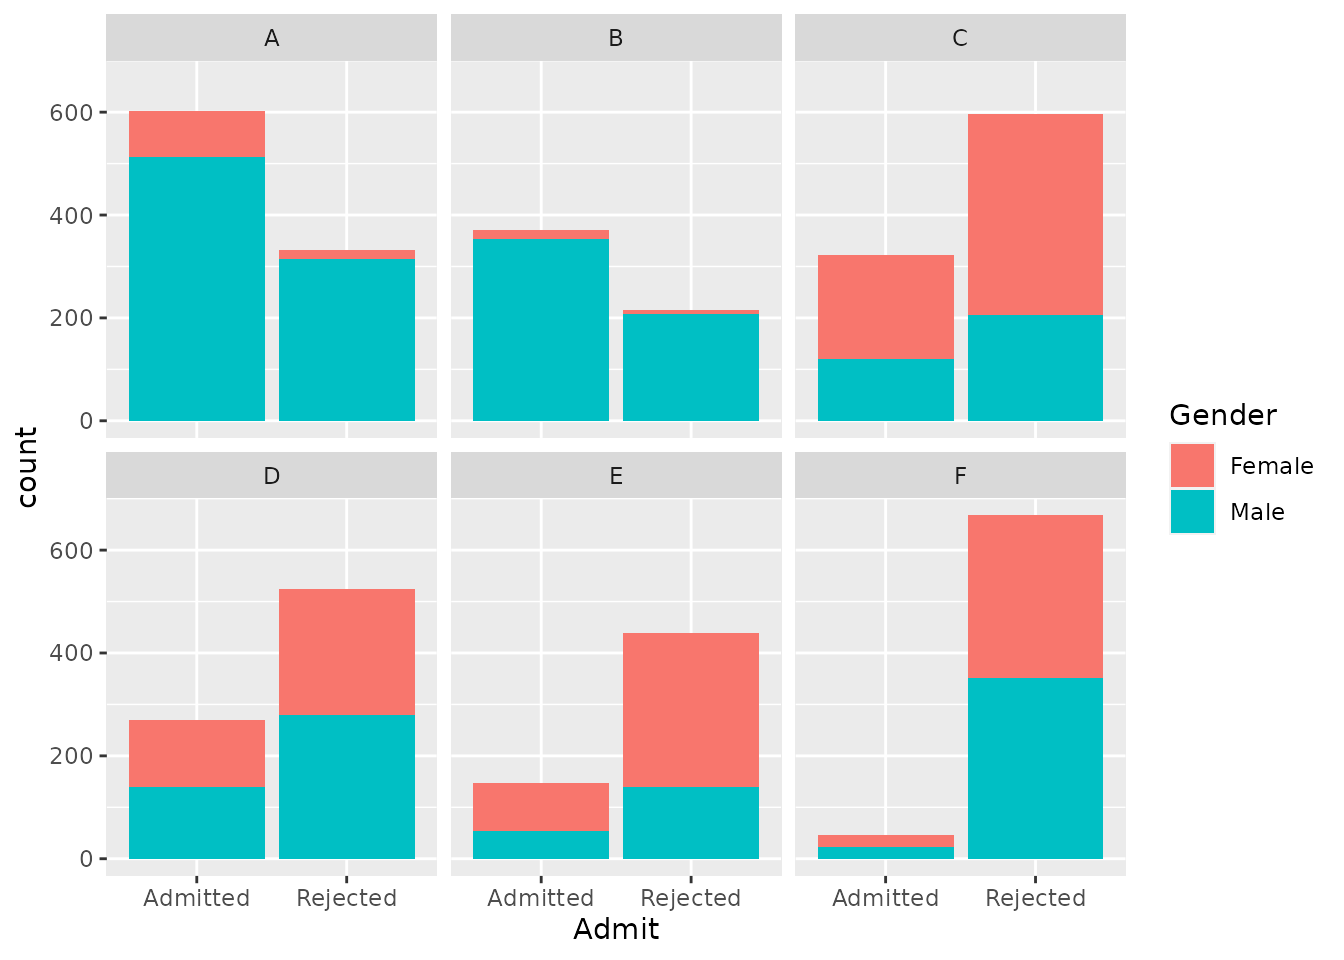 A B C
600
400
200
0
count
D E F
600
400
200
0
Admitted Rejected Admitted Rejected Admitted Rejected
Admit
Gender
Female
Male